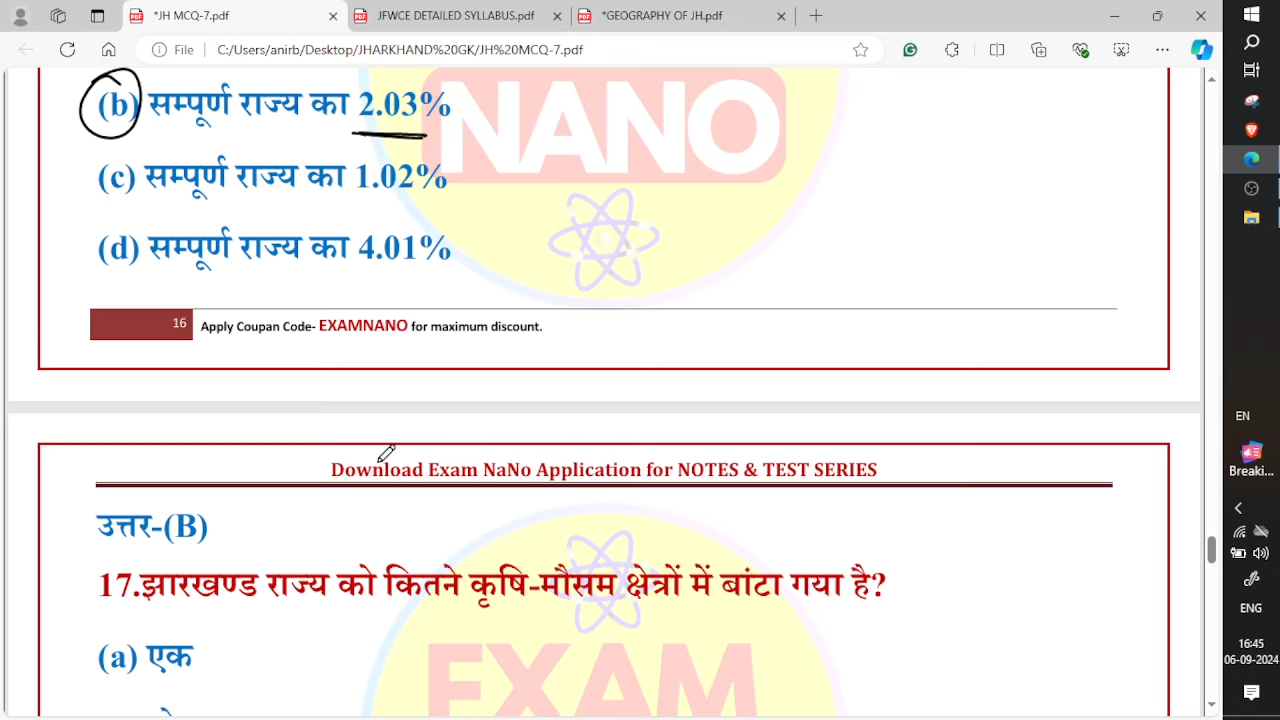 *JH MCQ-7.pdf
JFWCE DETAILED SYLLABUS.pdf
*GEOGRAPHY OF JH.pdf
File
C:/Users/anirb/Desktop/JHARKHAND%20GK/JH%20MCQ-7.pdf
(b) सम्पूर्ण राज्य का 2.03%
(c) सम्पूर्ण राज्य का 1.02%
(d) सम्पूर्ण राज्य का 4.01%
NANO
16
Apply Coupan Code- EXAMNANO for maximum discount.
Download Exam NaNo Application for NOTES & TEST SERIES
उत्तर-(B)
17.झारखण्ड राज्य को कितने कृषि-मौसम क्षेत्रों में बांटा गया है?
(a) एक
EXAM
EN
Breaki...
ENG
16:45
06-09-2024